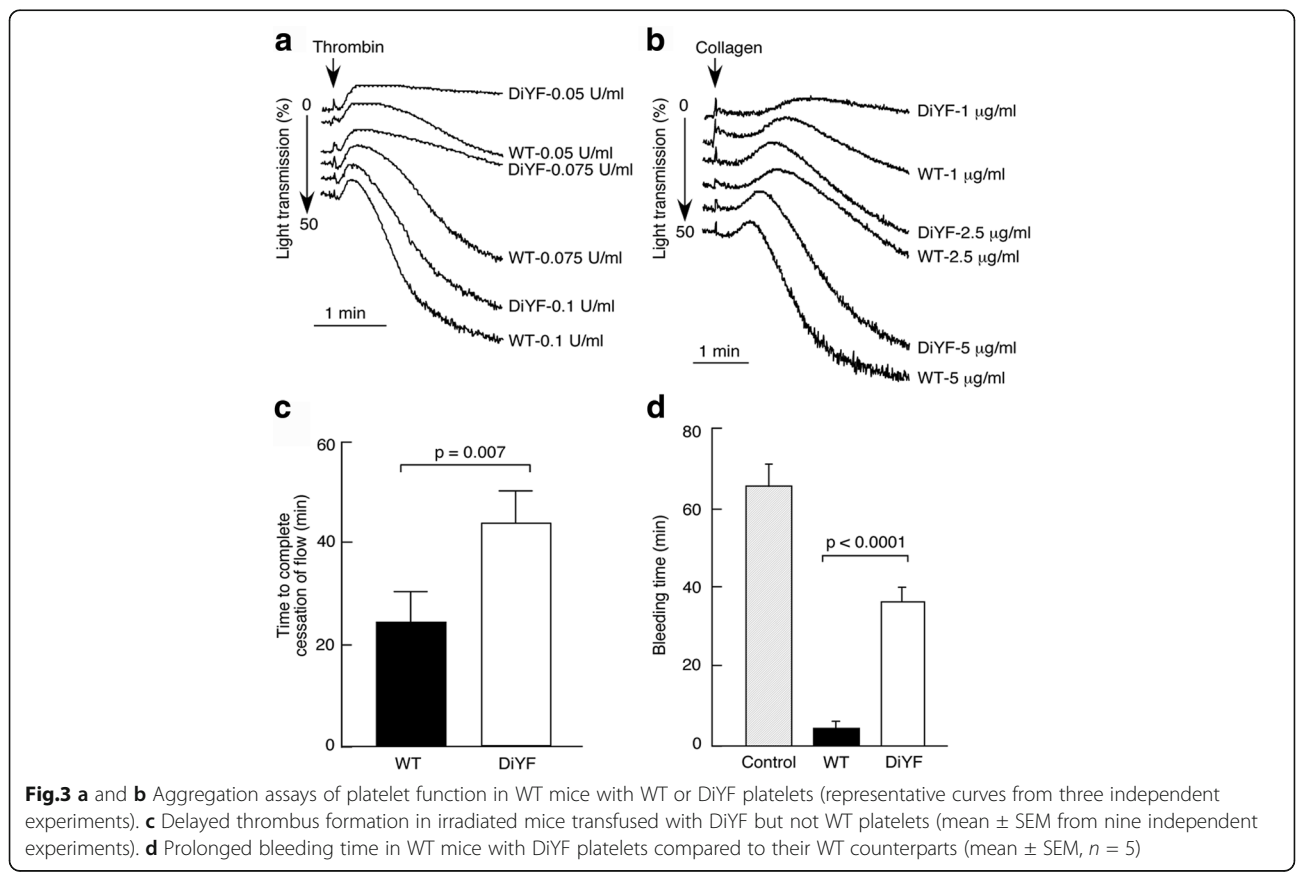 a
Thrombin
0
Light transmission (%)
50
DiYF-0.05 U/ml
WT-0.05 U/ml
DiYF-0.075 U/ml
WT-0.075 U/ml
DiYF-0.1 U/ml
WT-0.1 U/ml
1 min
b
Collagen
0
Light transmission (%)
50
DiYF-1 µg/ml
WT-1 µg/ml
DiYF-2.5 µg/ml
WT-2.5 µg/ml
DiYF-5 µg/ml
WT-5 µg/ml
1 min
c
Time to complete
cessation of flow (min)
60
40
20
0
p = 0.007
WT
DiYF
d
Bleeding time (min)
80
60
40
20
0
p < 0.0001
Control
WT
DiYF
Fig.3 a and b Aggregation assays of platelet function in WT mice with WT or DiYF platelets (representative curves from three independent
experiments). c Delayed thrombus formation in irradiated mice transfused with DiYF but not WT platelets (mean ± SEM from nine independent
experiments). d Prolonged bleeding time in WT mice with DiYF platelets compared to their WT counterparts (mean ± SEM, n = 5)